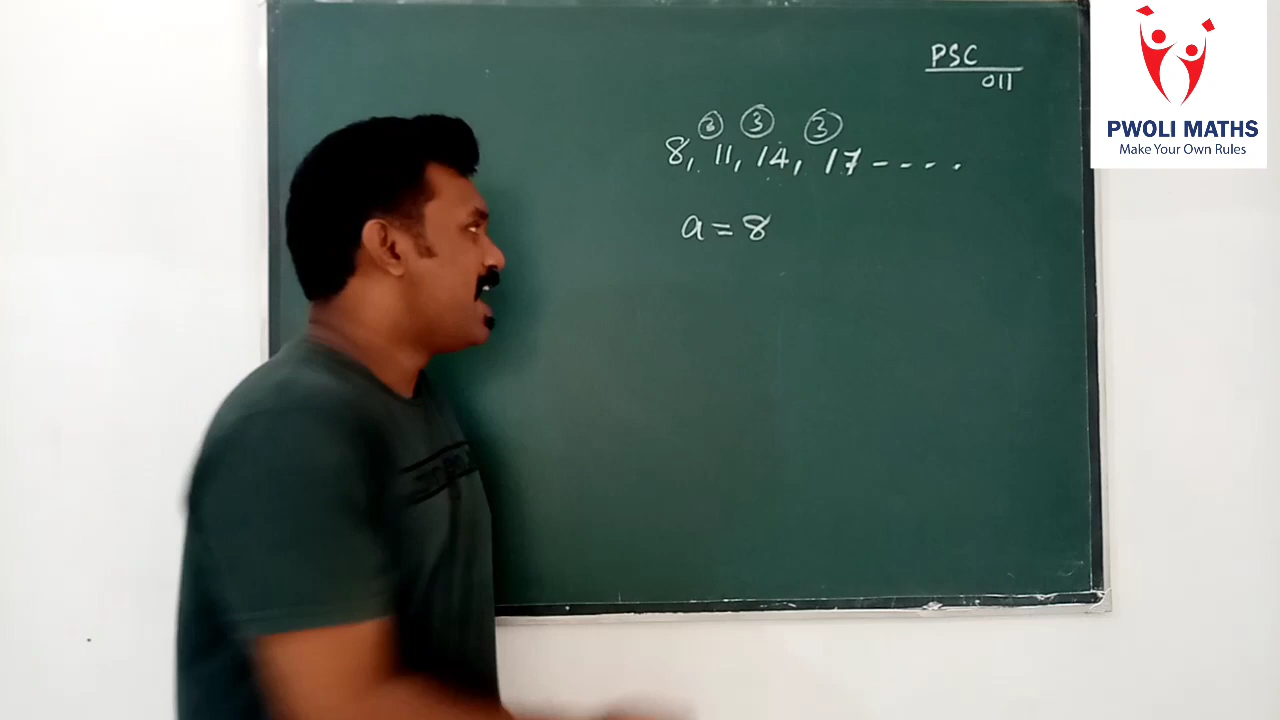 PSC
011
③ ③ ③
8, 11, 14, 17 - - - -
a = 8
PWOLI MATHS
Make Your Own Rules